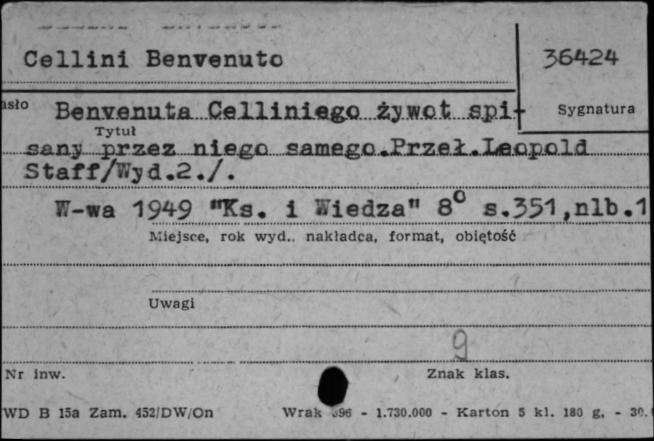 Cellini Benvenuto
36424
asło
Benvenuta Celliniego żywot spi-
Sygnatura
Tytuł
sany przez niego samego.Przeł.Leopold
Staff/Wyd.2./.
W-wa 1949 "Ks. i Wiedza" 8⁰ s.351,nlb.1
Miejsce, rok wyd., nakładca, format, objętość
Uwagi
9
Nr inw.
Znak klas.
WD B 15a Zam. 452/DW/On
Wrak 396 - 1.730.000 - Karton 5 kl. 180 g. - 30.